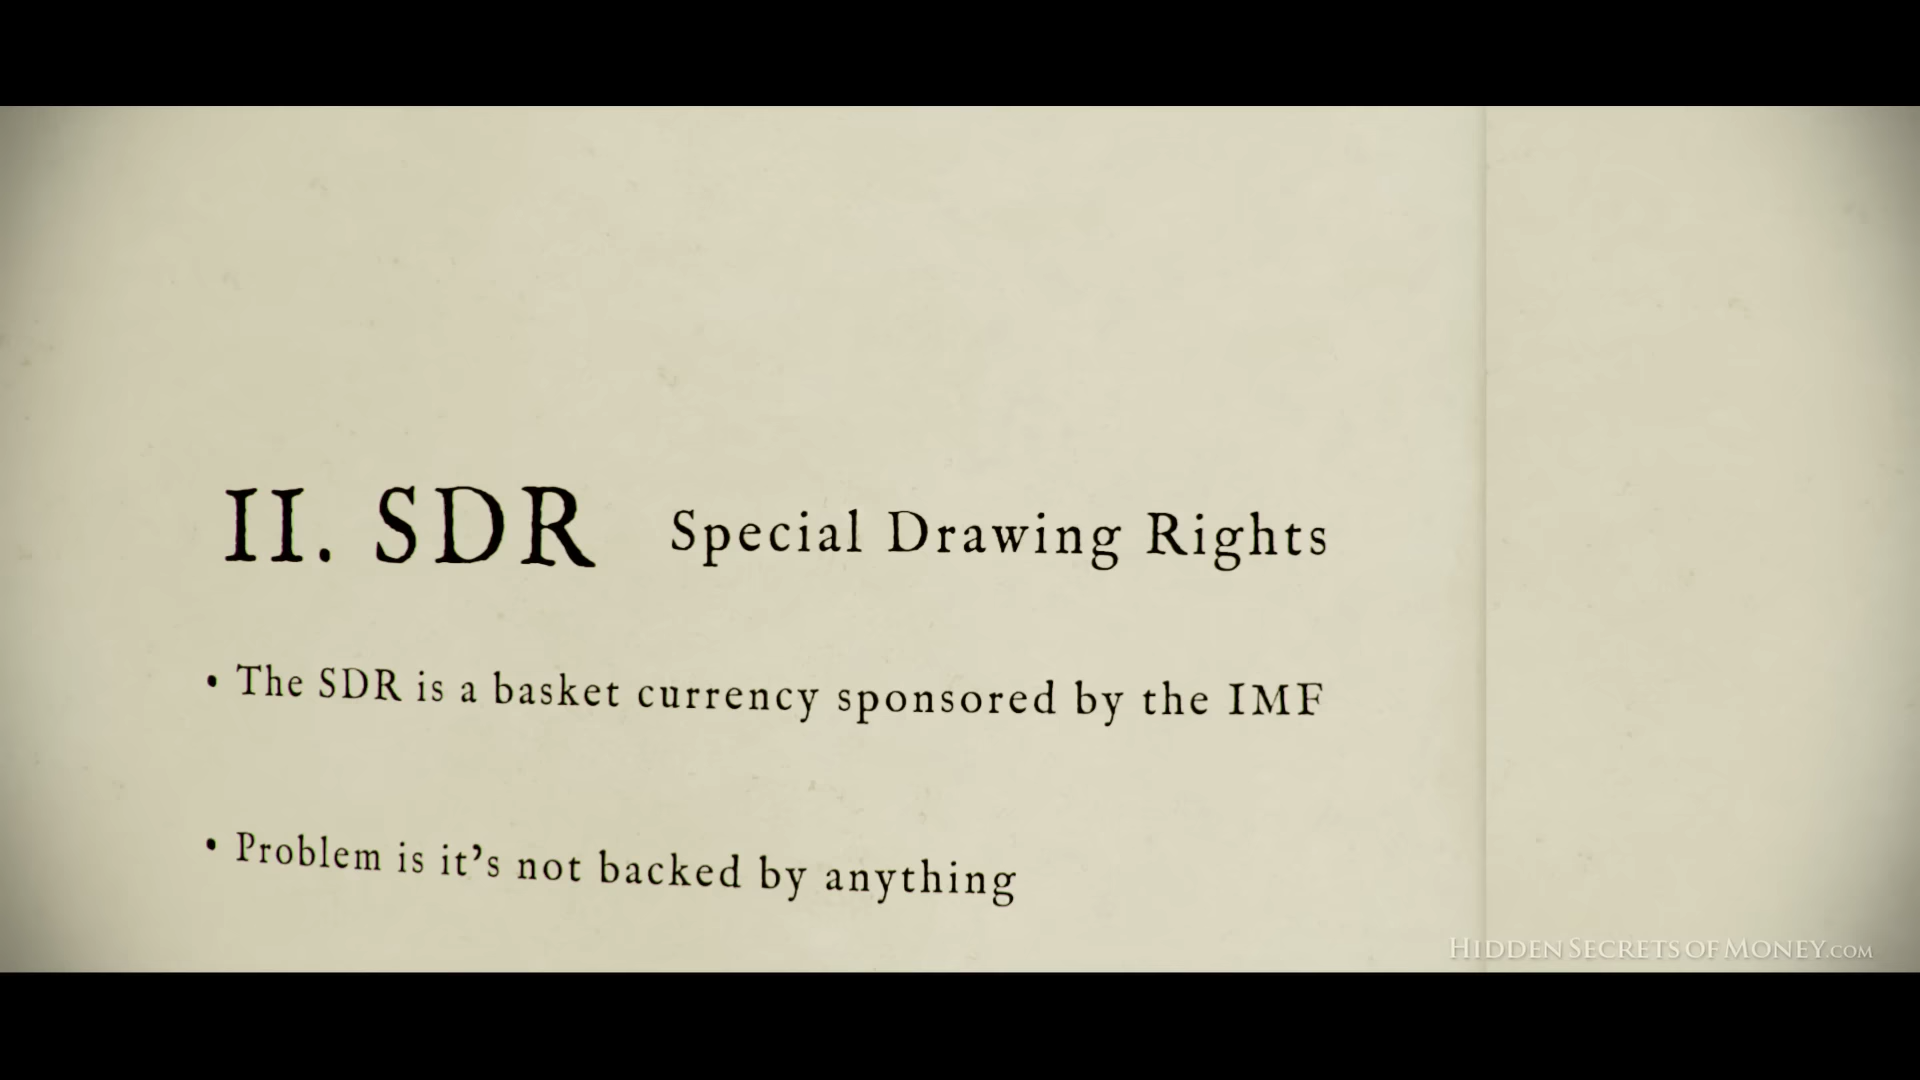 II. SDR Special Drawing Rights
• The SDR is a basket currency sponsored by the IMF
• Problem is it's not backed by anything
HIDDEN SECRETS OF MONEY.COM